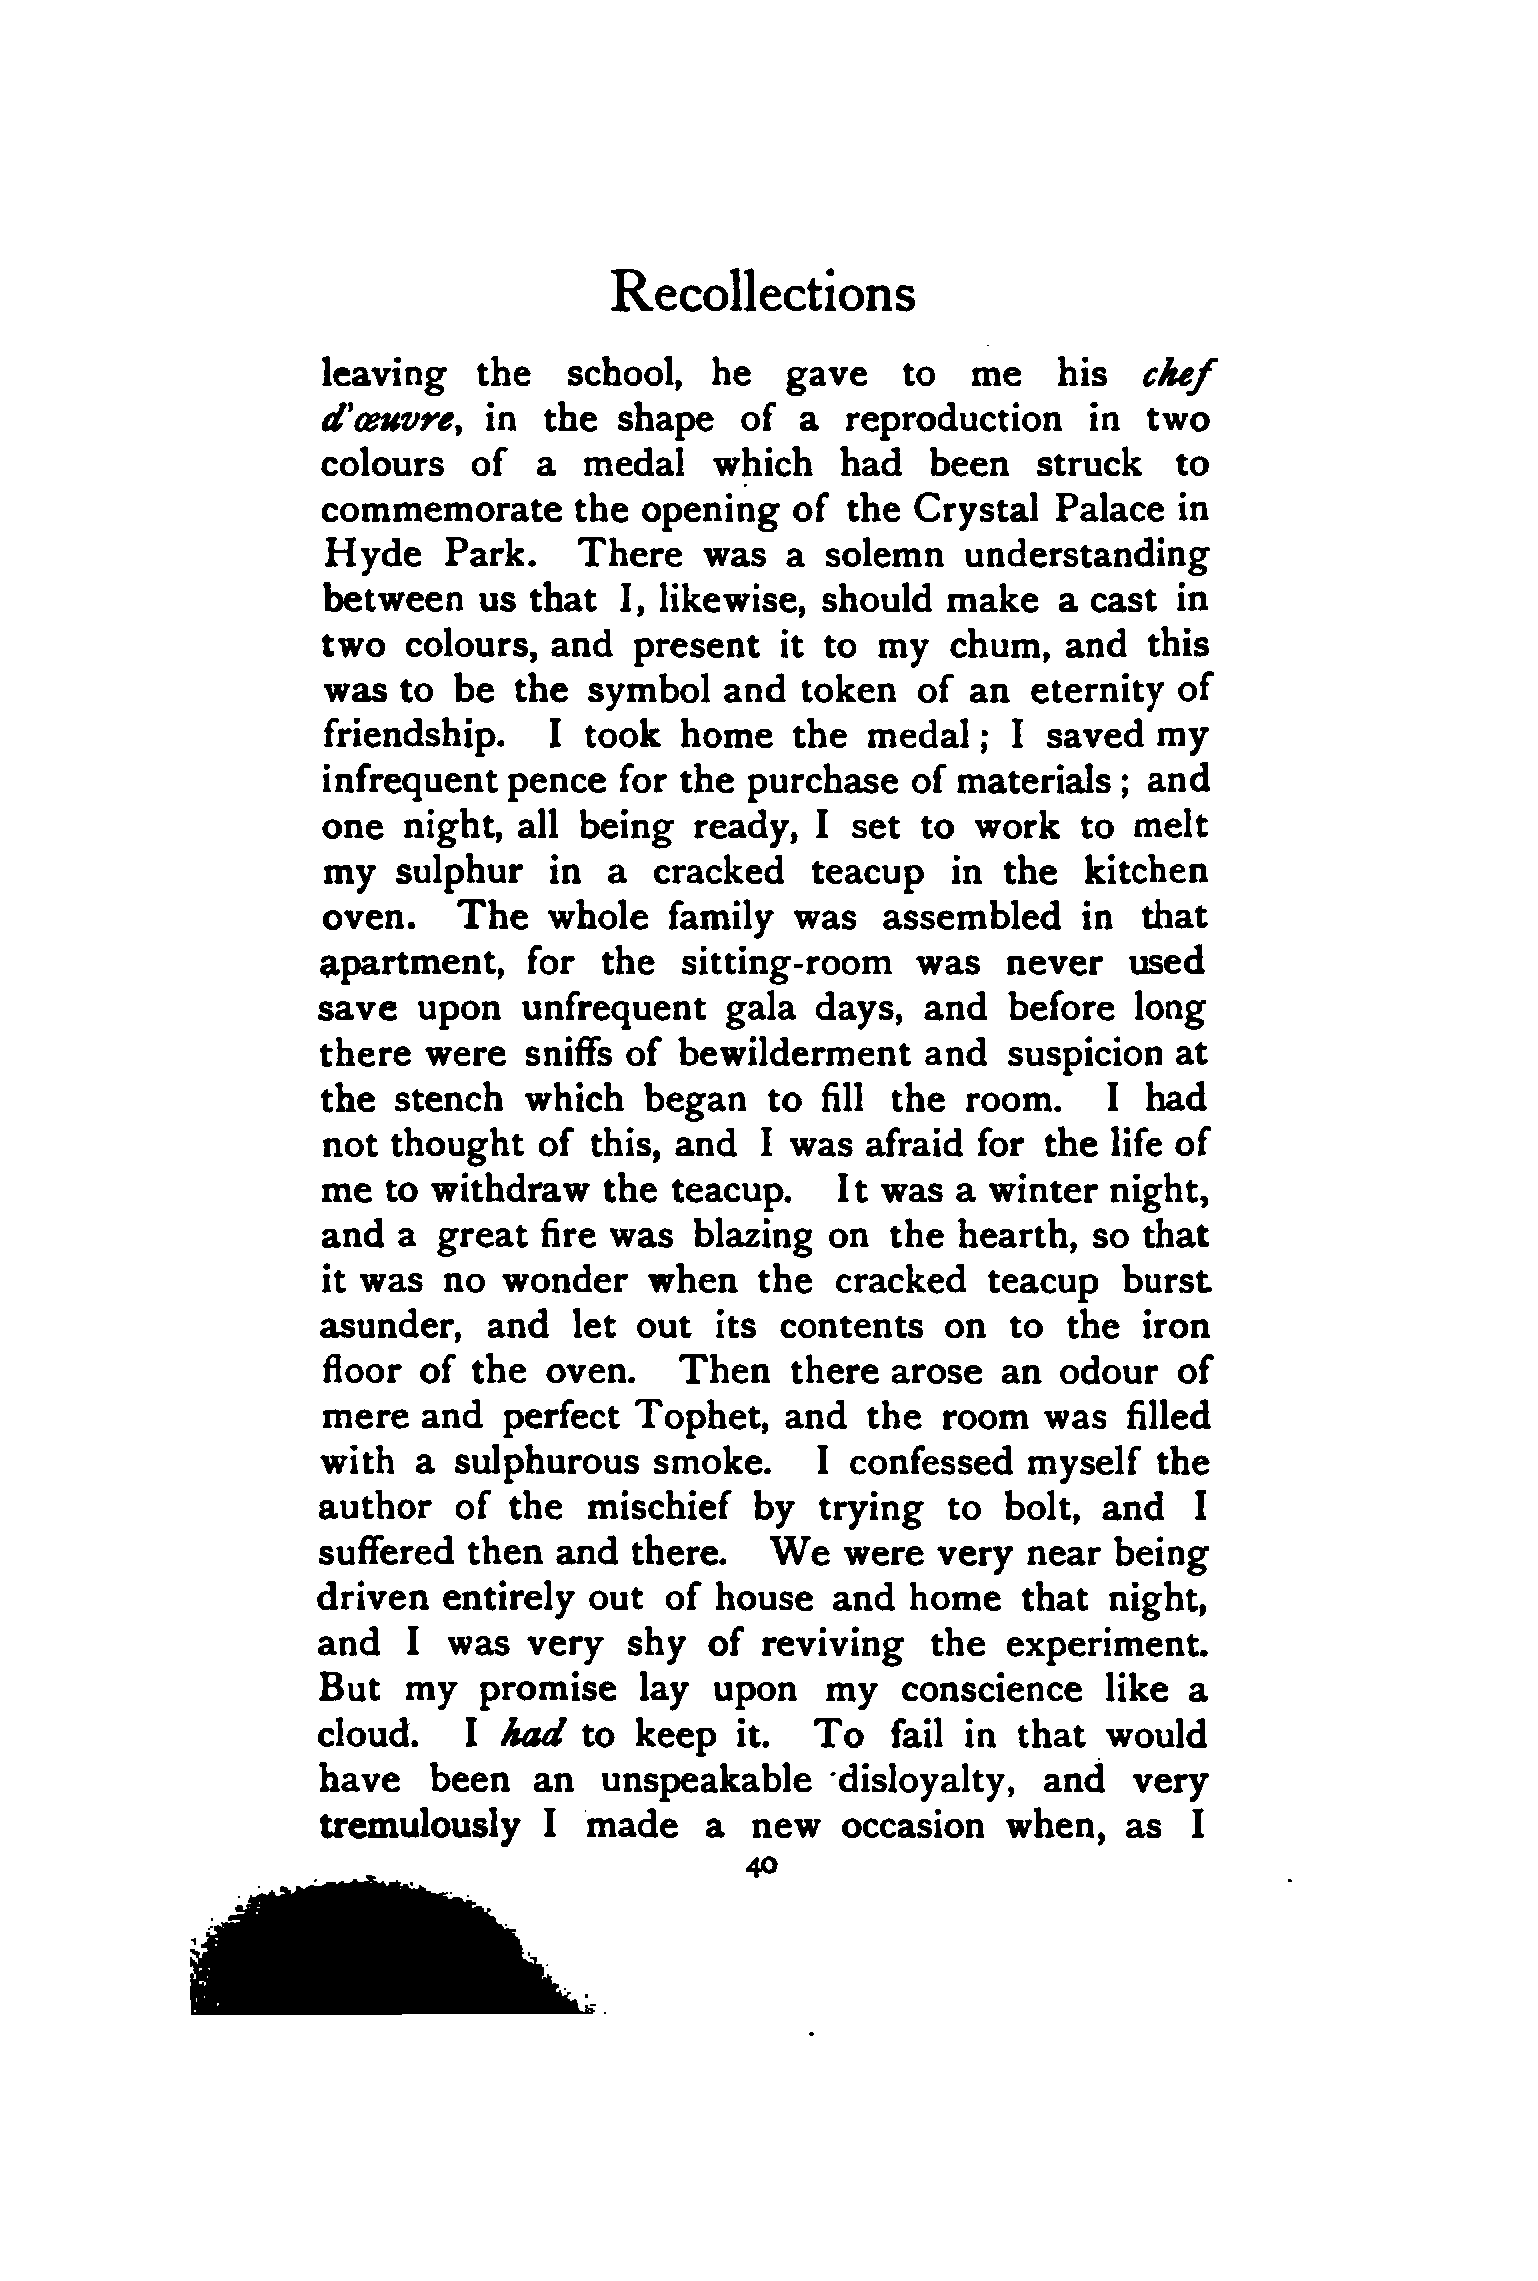 Recollections
leaving the school, he gave to me his chef
d'œuvre, in the shape of a reproduction in two
colours of a medal which had been struck to
commemorate the opening of the Crystal Palace in
Hyde Park. There was a solemn understanding
between us that I, likewise, should make a cast in
two colours, and present it to my chum, and this
was to be the symbol and token of an eternity of
friendship. I took home the medal; I saved my
infrequent pence for the purchase of materials; and
one night, all being ready, I set to work to melt
my sulphur in a cracked teacup in the kitchen
oven. The whole family was assembled in that
apartment, for the sitting-room was never used
save upon unfrequent gala days, and before long
there were sniffs of bewilderment and suspicion at
the stench which began to fill the room. I had
not thought of this, and I was afraid for the life of
me to withdraw the teacup. It was a winter night,
and a great fire was blazing on the hearth, so that
it was no wonder when the cracked teacup burst
asunder, and let out its contents on to the iron
floor of the oven. Then there arose an odour of
mere and perfect Tophet, and the room was filled
with a sulphurous smoke. I confessed myself the
author of the mischief by trying to bolt, and I
suffered then and there. We were very near being
driven entirely out of house and home that night,
and I was very shy of reviving the experiment.
But my promise lay upon my conscience like a
cloud. I had to keep it. To fail in that would
have been an unspeakable disloyalty, and very
tremulously I made a new occasion when, as I
40